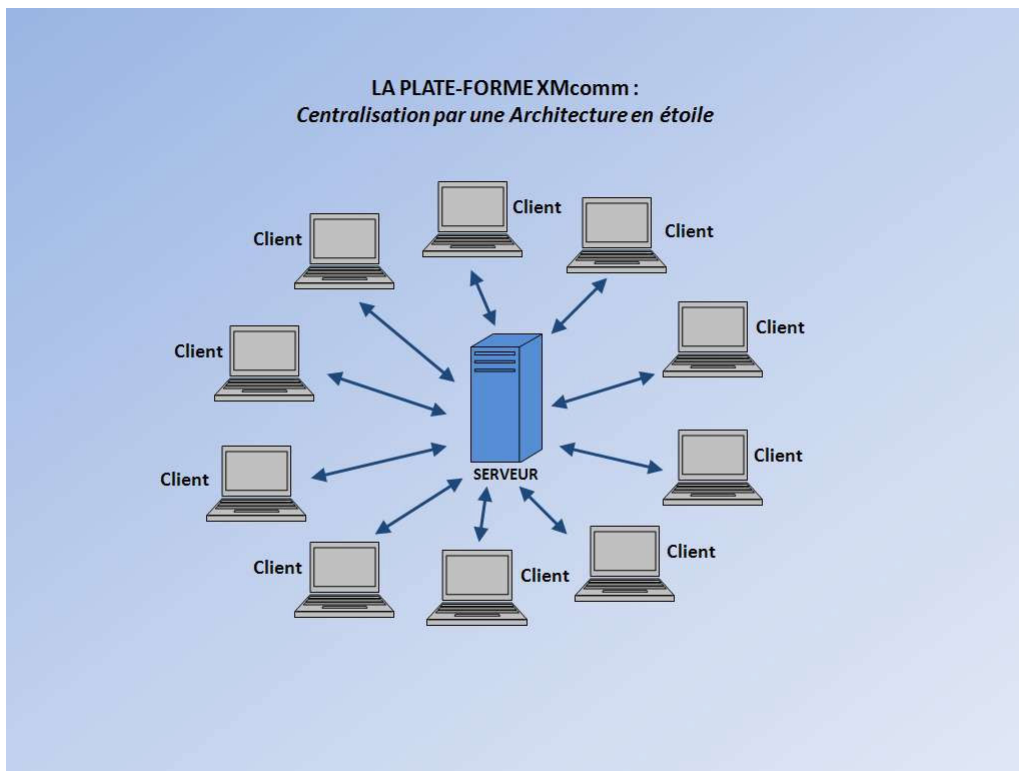 LA PLATE-FORME XMcomm :
Centralisation par une Architecture en étoile
Client
Client
Client
Client
Client
Client
Client
SERVEUR
Client
Client
Client